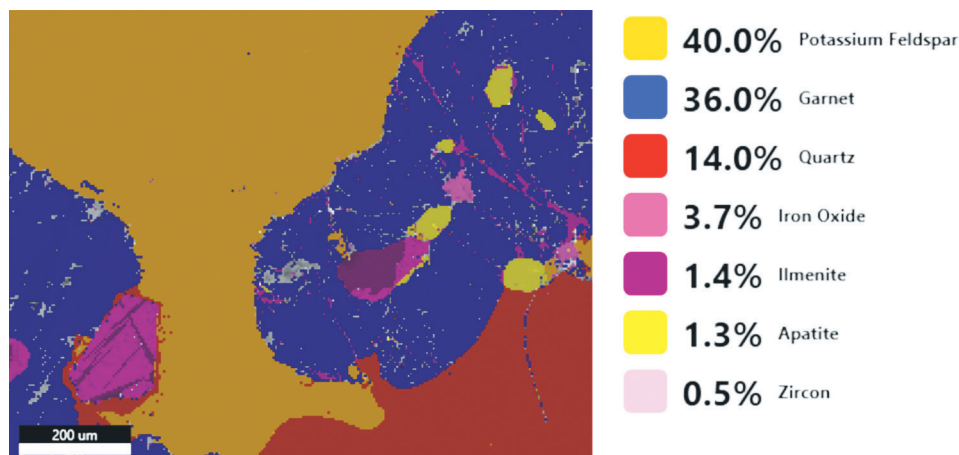 40.0% Potassium Feldspar
36.0% Garnet
14.0% Quartz
3.7% Iron Oxide
1.4% Ilmenite
1.3% Apatite
0.5% Zircon
200 um